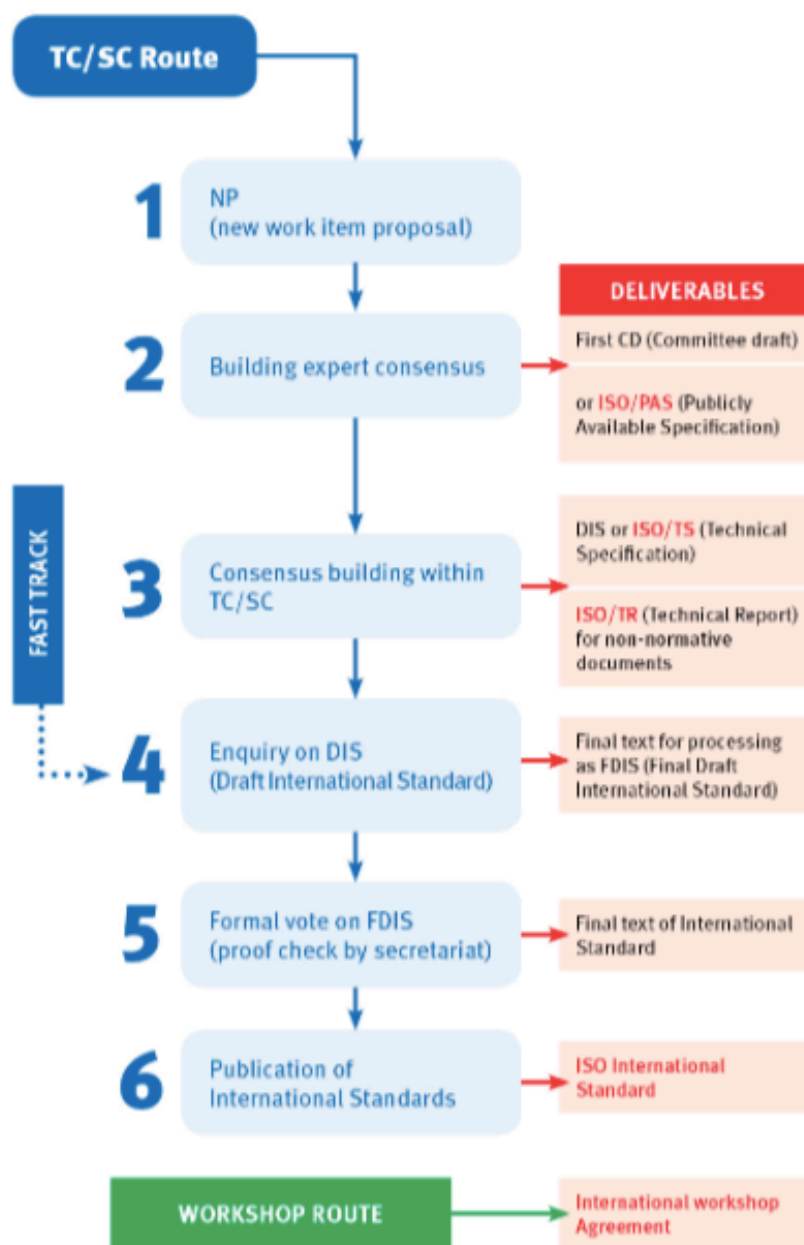 TC/SC Route
1
NP
(new work item proposal)
DELIVERABLES
2
Building expert consensus
First CD (Committee draft)
or ISO/PAS (Publicly
Available Specification)
FAST TRACK
3
Consensus building within
TC/SC
DIS or ISO/TS (Technical
Specification)
ISO/TR (Technical Report)
for non-normative
documents
4
Enquiry on DIS
(Draft International Standard)
Final text for processing
as FDIS (Final Draft
International Standard)
5
Formal vote on FDIS
(proof check by secretariat)
Final text of International
Standard
6
Publication of
International Standards
ISO International
Standard
WORKSHOP ROUTE
International workshop
Agreement